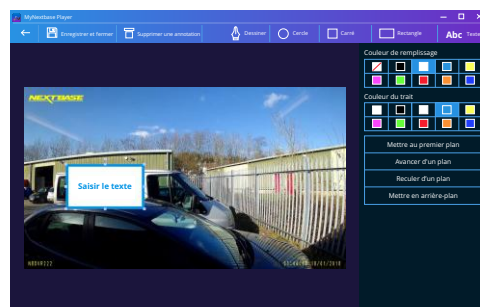 MyNextbase Player
Enregistrer et fermer
Supprimer une annotation
Dessiner
Cercle
Carré
Rectangle
Abc Texte
Couleur de remplissage
Couleur du trait
Mettre au premier plan
Avancer d'un plan
Reculer d'un plan
Mettre en arrière-plan
NEXTBASE
Saisir le texte